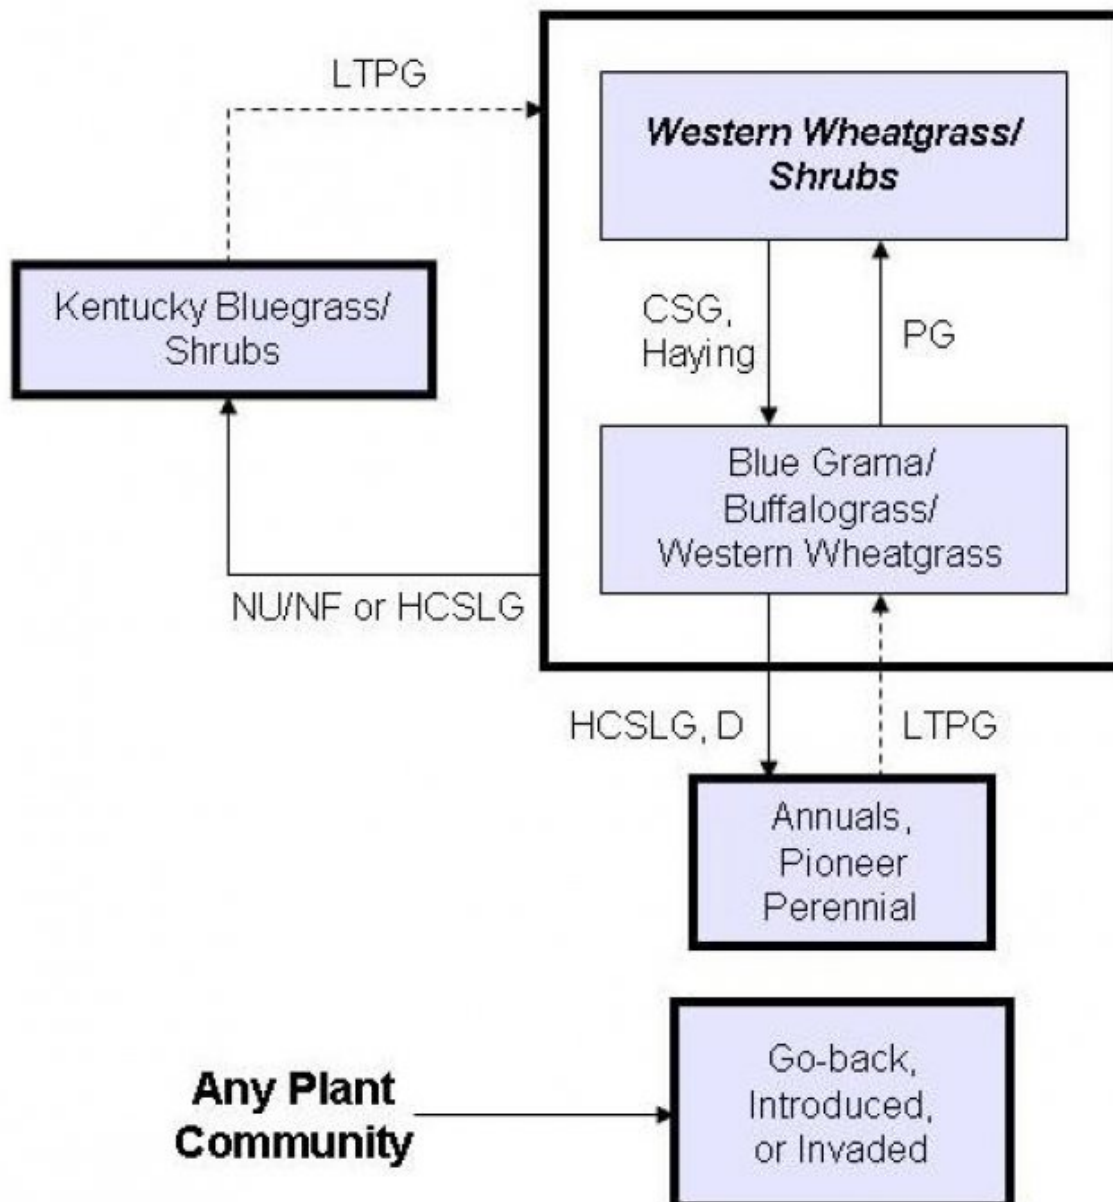 LTPG
Western Wheatgrass/
Shrubs
Kentucky Bluegrass/
Shrubs
CSG,
Haying
PG
Blue Grama/
Buffalograss/
Western Wheatgrass
NU/NF or HCSLG
HCSLG, D
LTPG
Annuals,
Pioneer
Perennial
Any Plant
Community
Go-back,
Introduced,
or Invaded